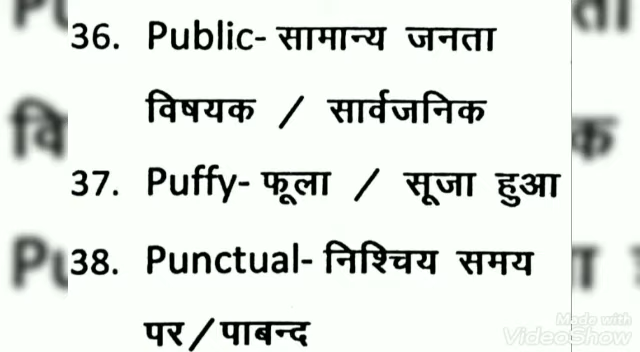 36. Public- सामान्य जनता
विषयक / सार्वजनिक
37. Puffy- फूला / सूजा हुआ
38. Punctual- निश्चिय समय
पर/पाबन्द
Made with
VideoShow